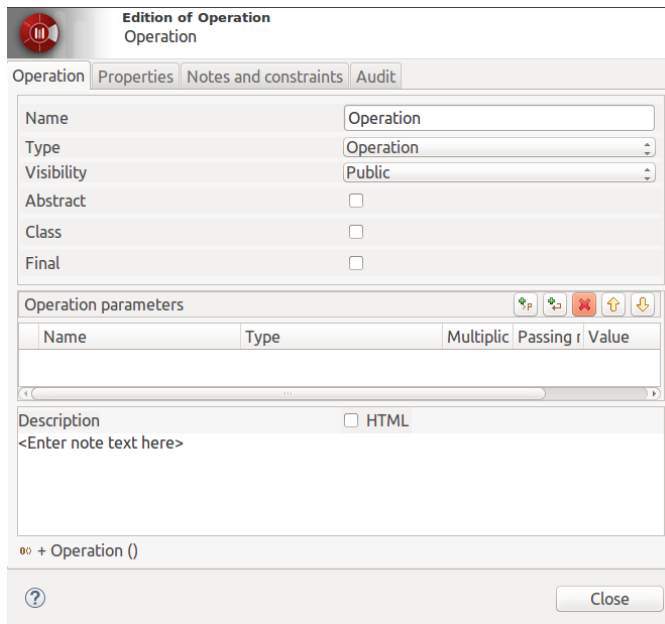 Edition of Operation
Operation
Operation Properties Notes and constraints Audit
Name Operation
Type Operation
Visibility Public
Abstract
Class
Final
Operation parameters
Name Type Multiplic Passing r Value
Description HTML
<Enter note text here>
+ Operation ()
? Close